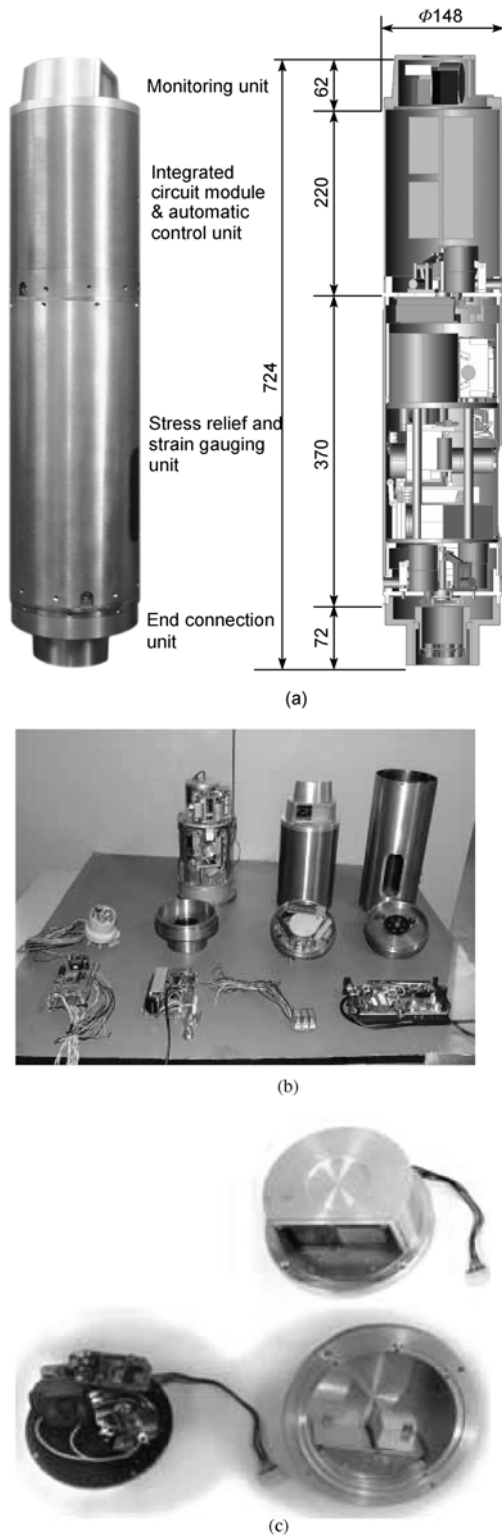 Φ148
Monitoring unit
62
Integrated
circuit module
& automatic
control unit
220
724
Stress relief and
strain gauging
unit
370
End connection
unit
72
(a)
(b)
(c)